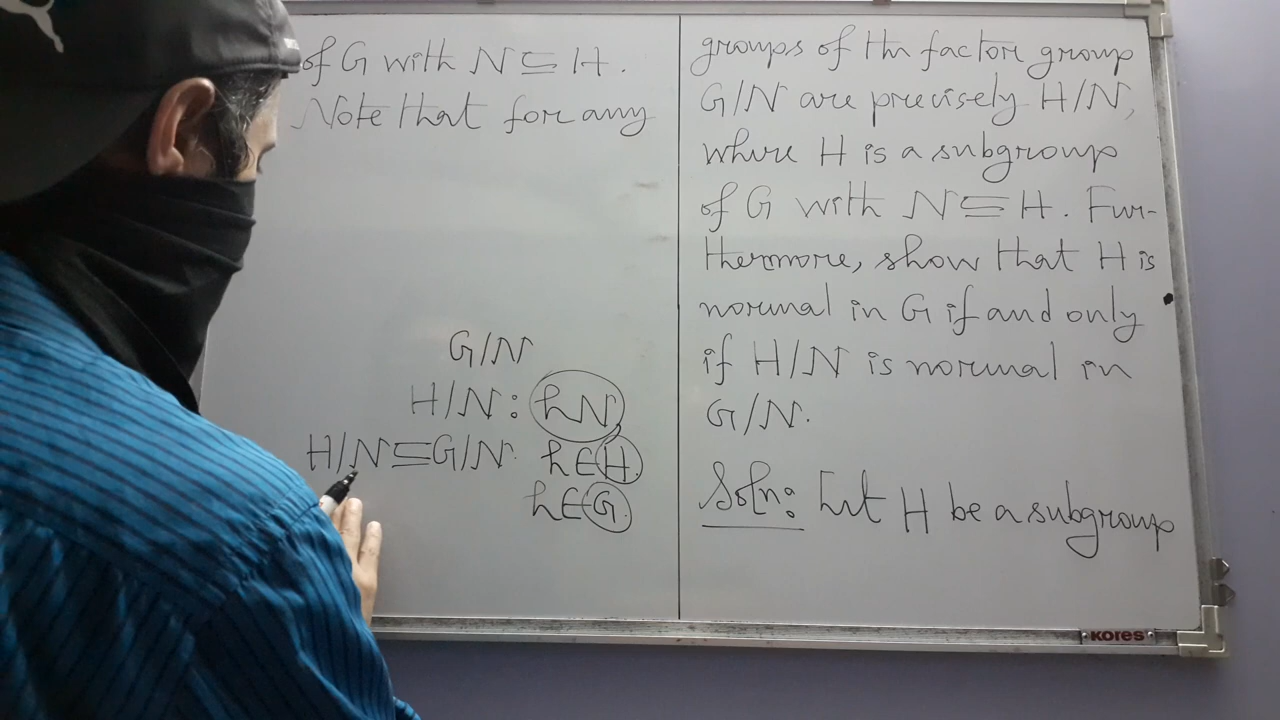 groups of the factor group
G/N are precisely H/N,
where H is a subgroup
of G with N ⊆ H. Fur-
thermore, show that H is
normal in G if and only
if H/N is normal in
G/N.
Soln: Let H be a subgroup
of G with N ⊆ H.
Note that for any
G/N
H/N: hN
H/N ⊆ G/N. h∈H.
h∈G.
kores